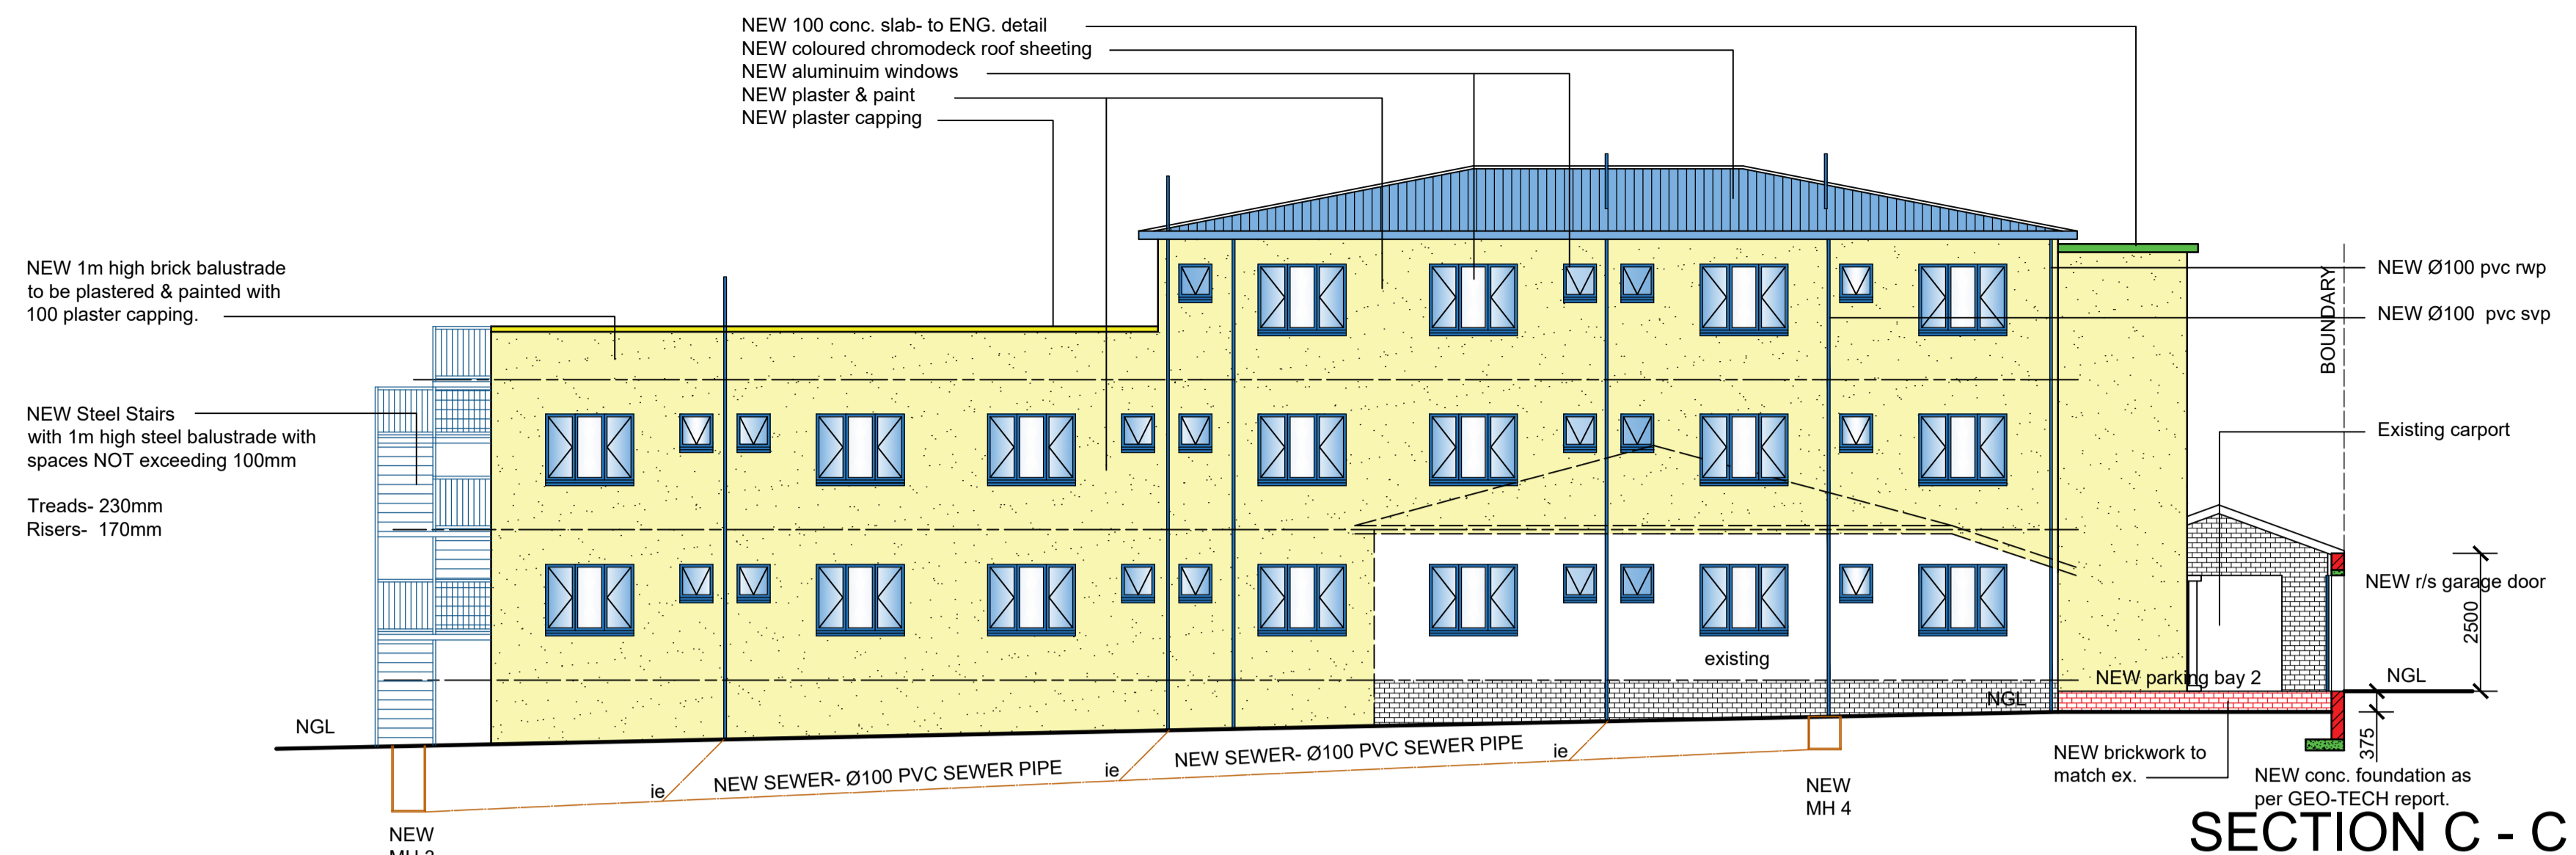 NEW 100 conc. slab- to ENG. detail
NEW coloured chromodeck roof sheeting
NEW aluminuim windows
NEW plaster & paint
NEW plaster capping
NEW 1m high brick balustrade
to be plastered & painted with
100 plaster capping.
NEW Steel Stairs
with 1m high steel balustrade with
spaces NOT exceeding 100mm
Treads- 230mm
Risers- 170mm
BOUNDARY
NEW Ø100 pvc rwp
NEW Ø100 pvc svp
Existing carport
NEW r/s garage door
2500
existing
NEW parking bay 2
NGL
NGL
NGL
375
ie
NEW SEWER- Ø100 PVC SEWER PIPE
ie
NEW SEWER- Ø100 PVC SEWER PIPE
ie
NEW brickwork to
match ex.
NEW conc. foundation as
per GEO-TECH report.
NEW
MH 4
NEW
SECTION C - C